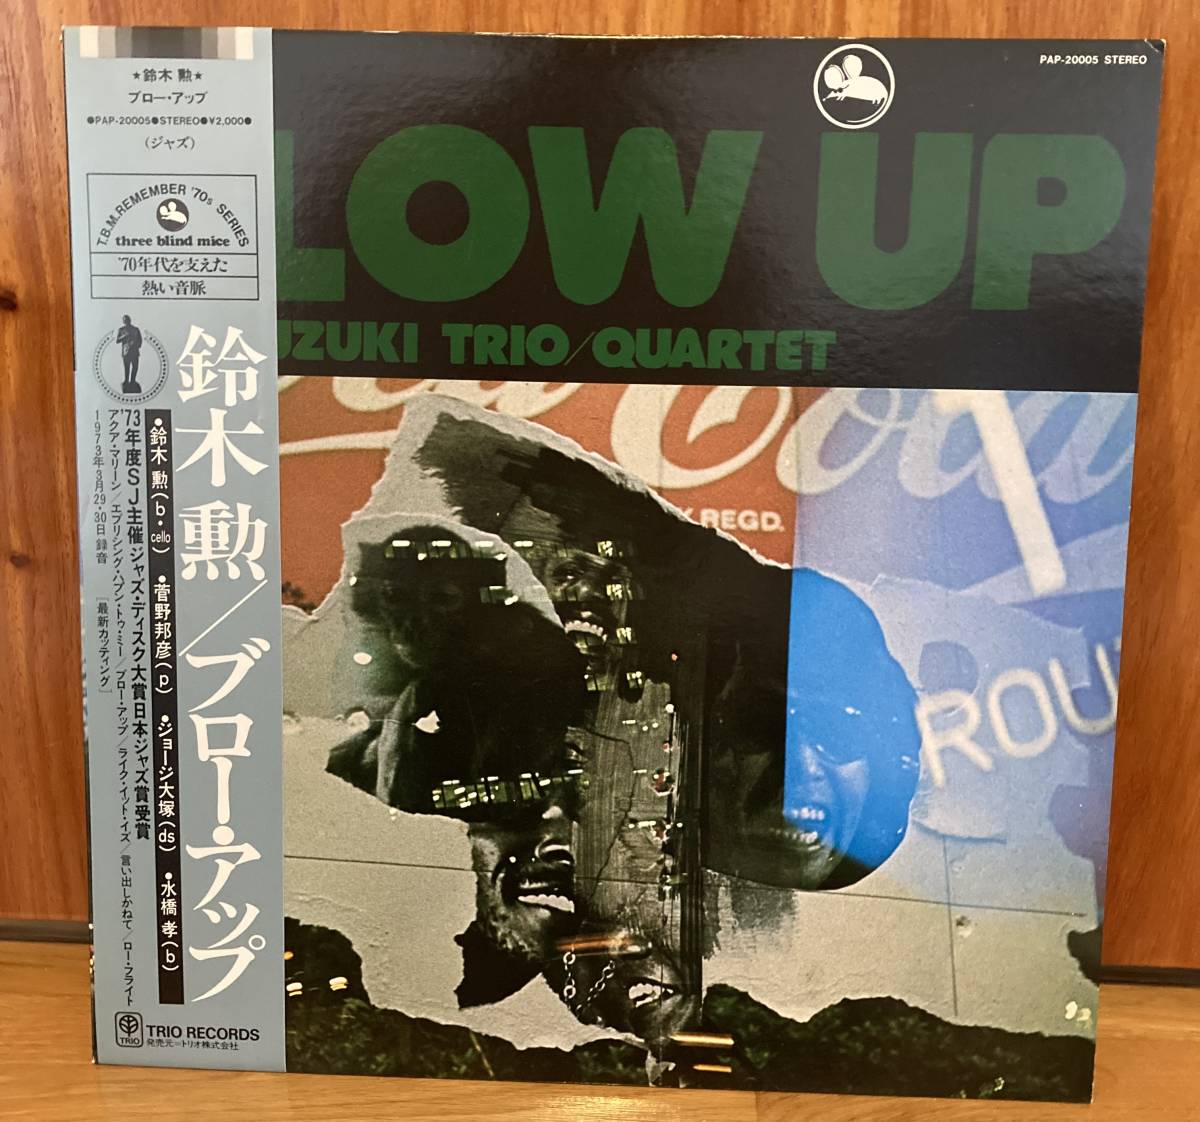 ★鈴木 勲★
ブロー・アップ
●PAP-20005●STEREO●¥2,000●
(ジャズ)
T.B.M. REMEMBER '70s SERIES
three blind mice
'70年代を支えた
熱い音脈
鈴木 勲／ブロー・アップ
●鈴木 勲(b・cello) ●菅野邦彦(p) ●ジョージ大塚(ds) ●水橋 孝(b)
'73年度SJ主催ジャズ・ディスク大賞日本ジャズ賞受賞
アクア・マリーン／エブリシング・ハプン・トゥ・ミー／ブロー・アップ／ライク・イット・イズ／言い出しかねて／ロー・フライト
1973年3月29・30日 録音
[最新カッティング]
TRIO
TRIO RECORDS
発売元=トリオ株式会社
PAP-20005 STEREO
LOW UP
UZUKI TRIO/QUARTET
REGD.
ROU